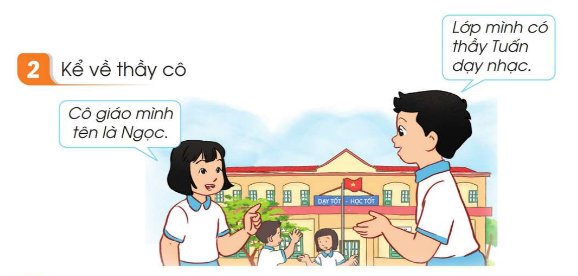 2 Kể về thầy cô
Lớp mình có
thầy Tuấn
dạy nhạc.
Cô giáo mình
tên là Ngọc.
DẠY TỐT - HỌC TỐT